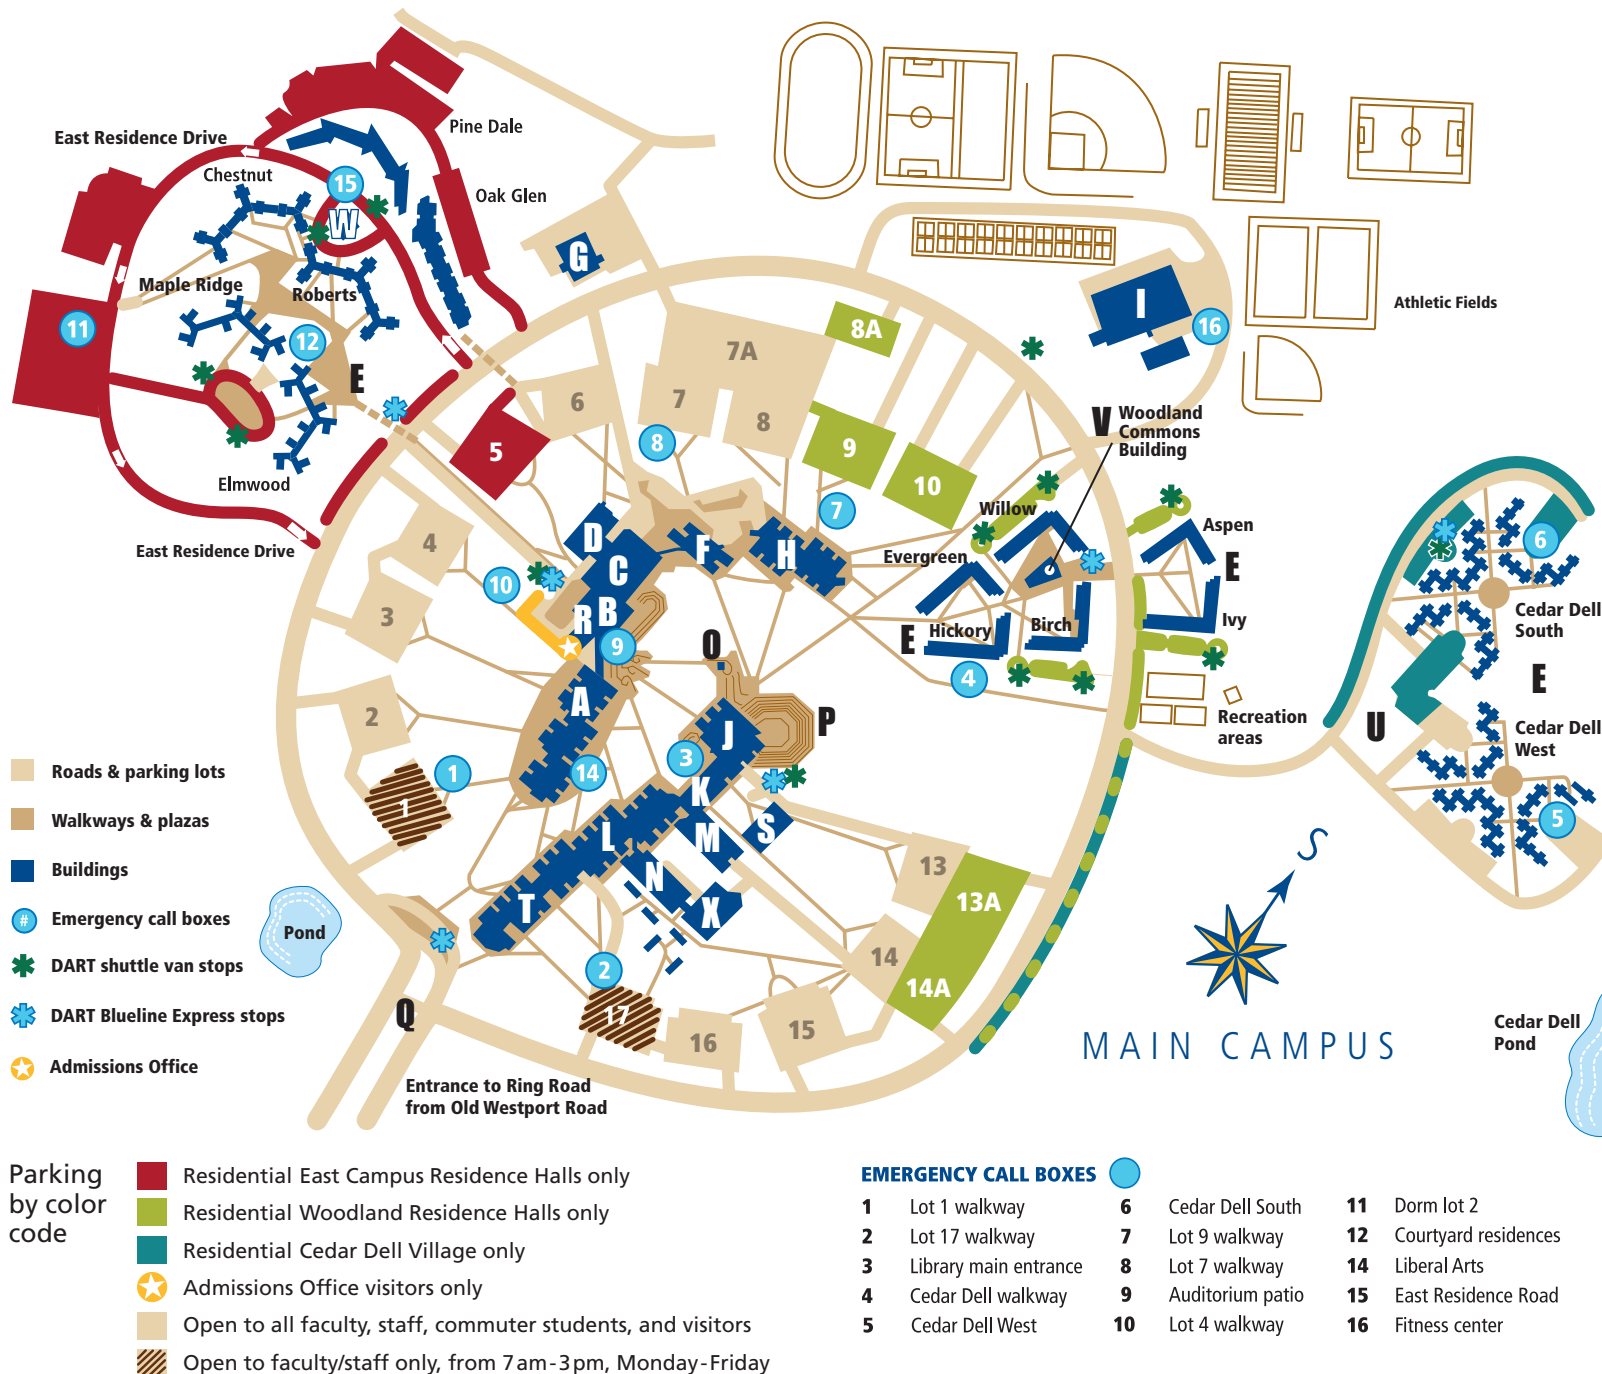 Pine Dale
East Residence Drive
Chestnut
15
Oak Glen
W
G
Maple Ridge
Roberts
I
Athletic Fields
11
12
16
8A
7A
E
6
7
8
V
Woodland
Commons
Building
5
8
9
10
Elmwood
7
Willow
Aspen
East Residence Drive
4
D
C
F
H
Evergreen
E
6
10
3
R
B
9
O
E
Hickory
Birch
Ivy
Cedar Dell
South
4
E
2
A
J
P
Recreation
areas
U
Cedar Dell
West
Roads & parking lots
1
14
3
K
5
1
Walkways & plazas
L
M
S
S
Buildings
N
13
13A
#
Emergency call boxes
Pond
T
X
DART shuttle van stops
2
14
14A
DART Blueline Express stops
Q
17
16
15
MAIN CAMPUS
Cedar Dell
Pond
Admissions Office
Entrance to Ring Road
from Old Westport Road
Parking
by color
code
Residential East Campus Residence Halls only
Residential Woodland Residence Halls only
Residential Cedar Dell Village only
Admissions Office visitors only
Open to all faculty, staff, commuter students, and visitors
Open to faculty/staff only, from 7am-3pm, Monday-Friday
EMERGENCY CALL BOXES
1 Lot 1 walkway
2 Lot 17 walkway
3 Library main entrance
4 Cedar Dell walkway
5 Cedar Dell West
6 Cedar Dell South
7 Lot 9 walkway
8 Lot 7 walkway
9 Auditorium patio
10 Lot 4 walkway
11 Dorm lot 2
12 Courtyard residences
14 Liberal Arts
15 East Residence Road
16 Fitness center